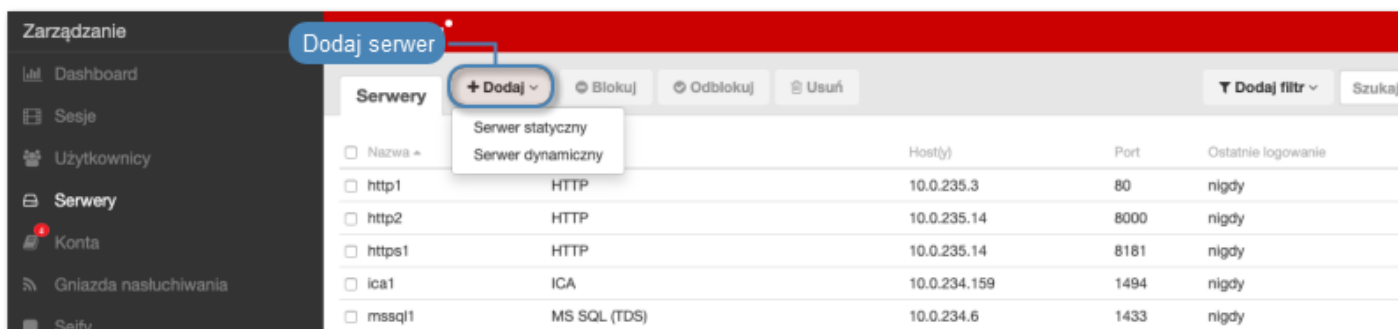 Zarządzanie
Dodaj serwer
Dashboard
Sesje
Użytkownicy
Serwery
Konta
Gniazda nasłuchiwania
Sejfy
Serwery
+ Dodaj
Blokuj
Odblokuj
Usuń
Dodaj filtr
Szukaj
Serwer statyczny
Serwer dynamiczny
Nazwa Host(y) Port Ostatnie logowanie
http1 HTTP 10.0.235.3 80 nigdy
http2 HTTP 10.0.235.14 8000 nigdy
https1 HTTP 10.0.235.14 8181 nigdy
ica1 ICA 10.0.234.159 1494 nigdy
mssql1 MS SQL (TDS) 10.0.234.6 1433 nigdy